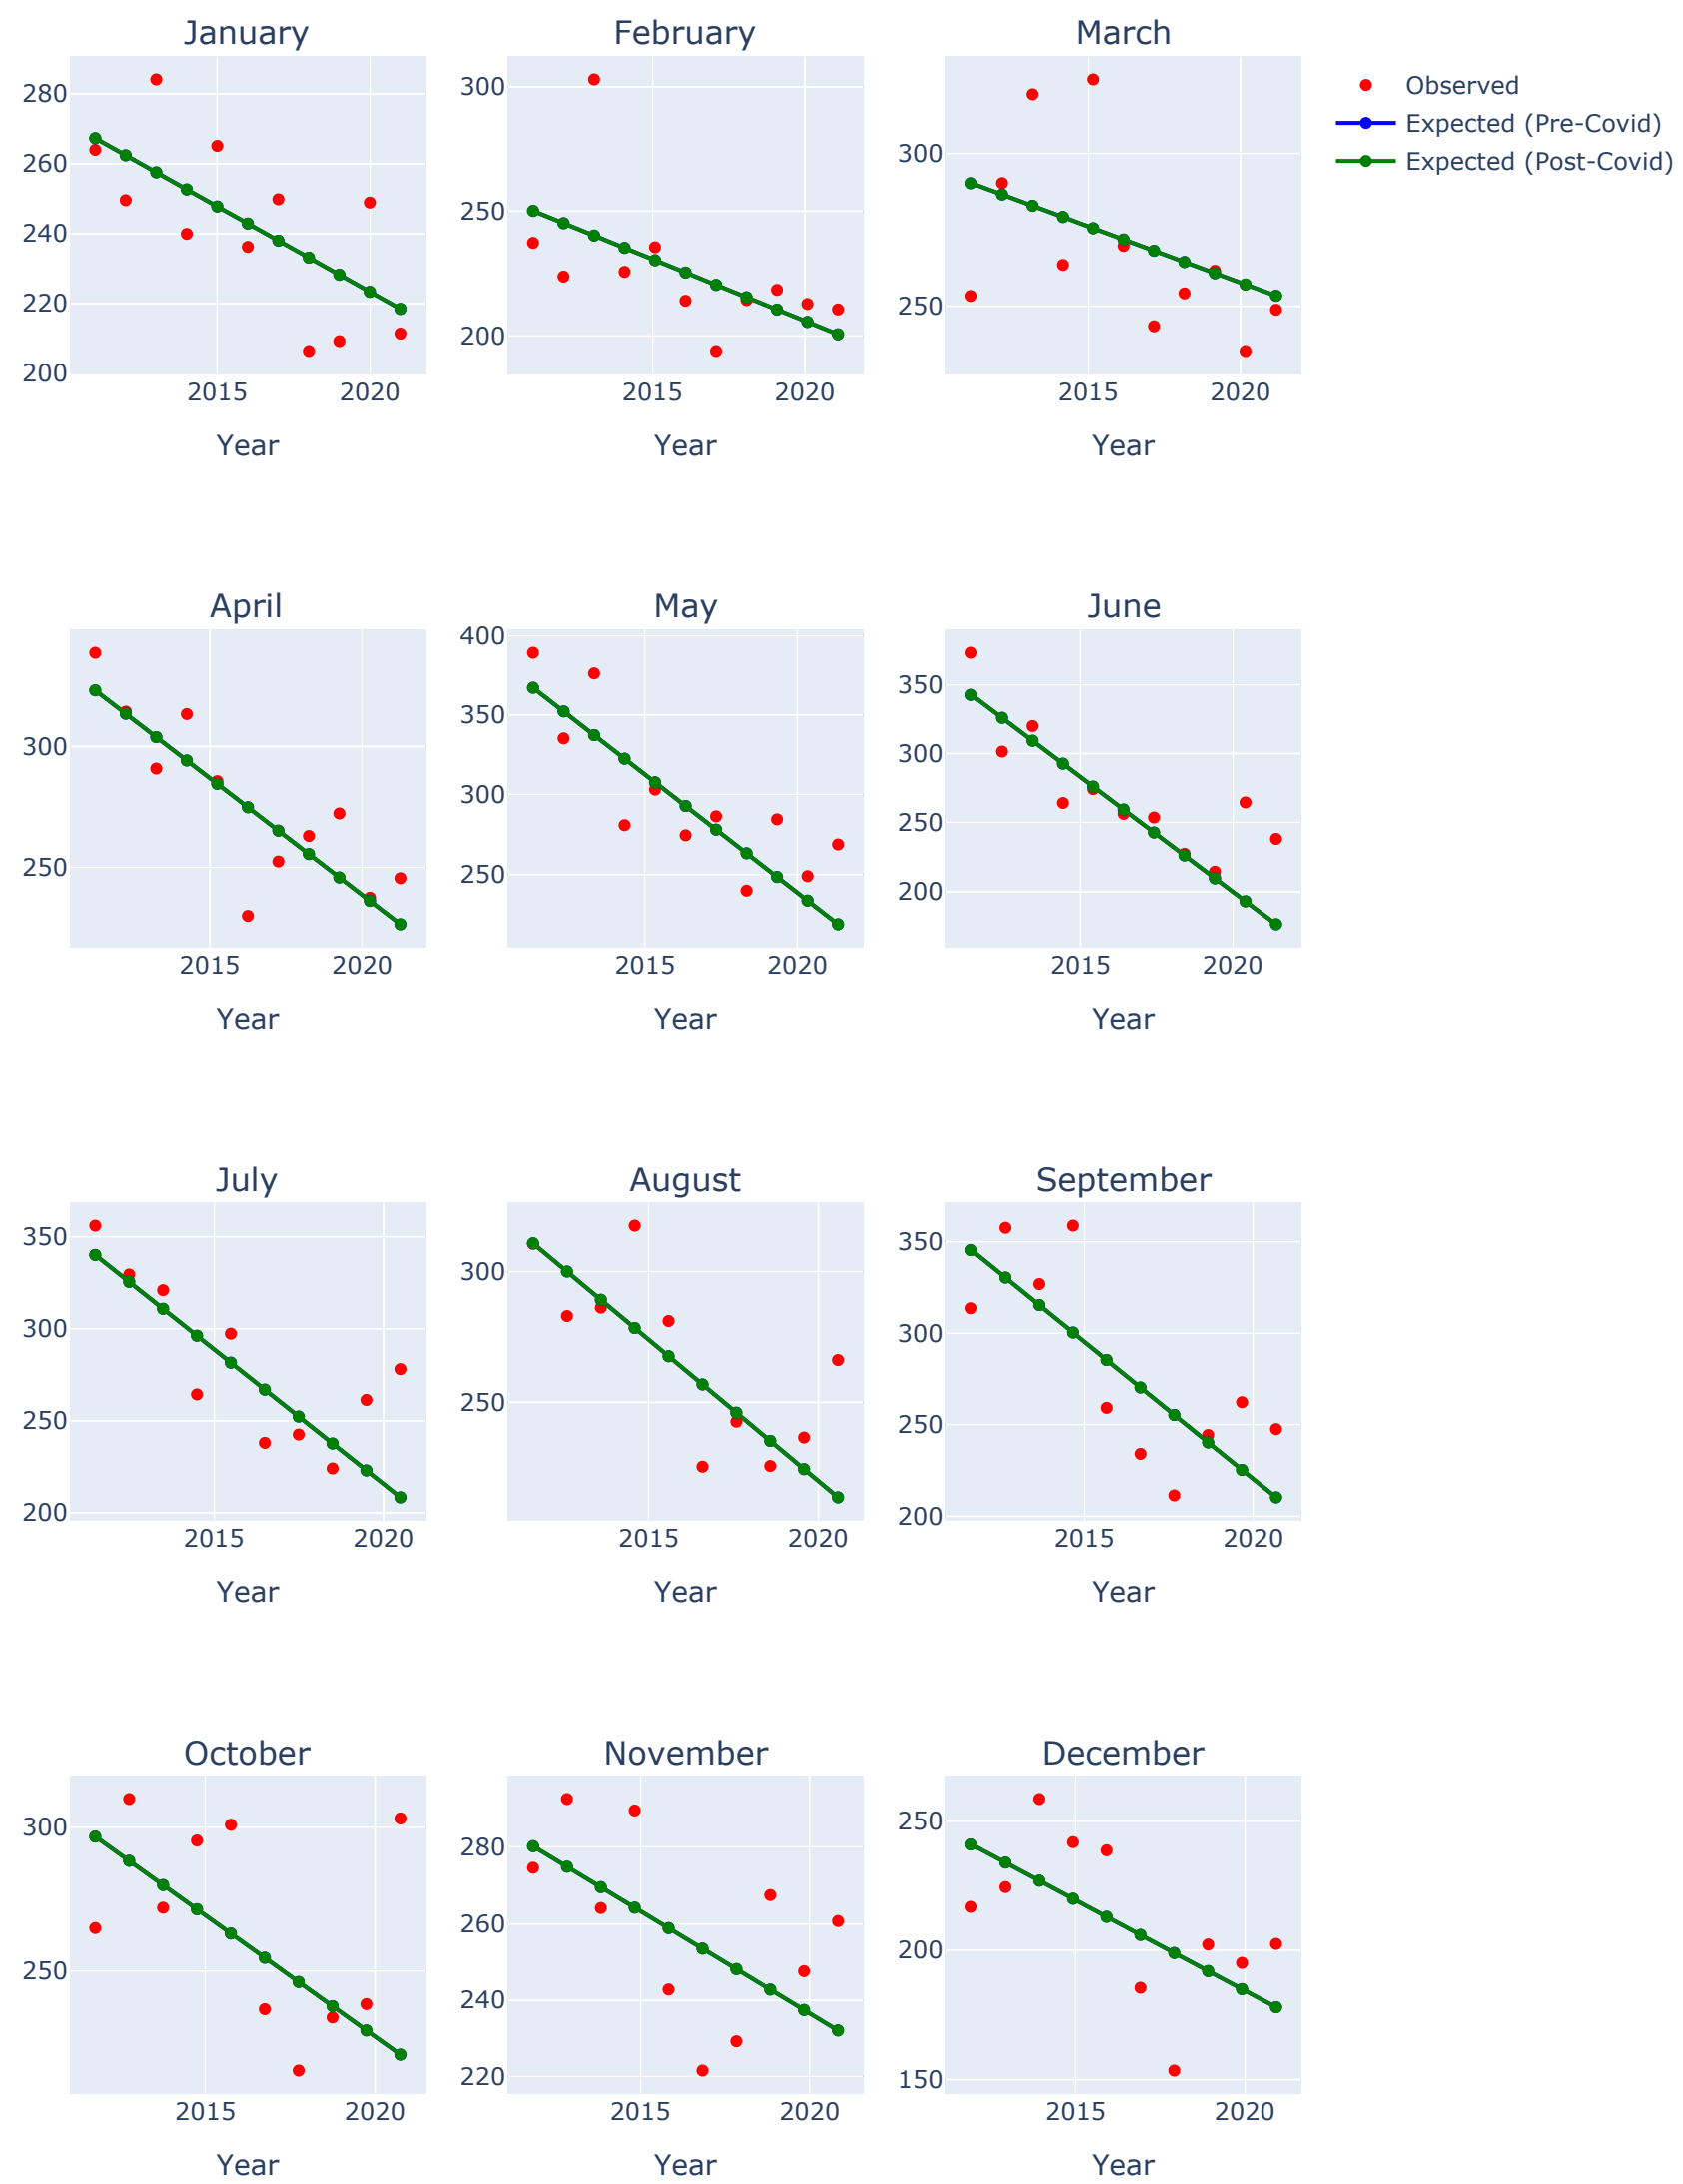 January February March
280
260
240
220
200
2015 2020
Year
300
250
200
2015 2020
Year
300
250
2015 2020
Year
Observed
Expected (Pre-Covid)
Expected (Post-Covid)
April May June
300
250
2015 2020
Year
400
350
300
250
2015 2020
Year
350
300
250
200
2015 2020
Year
July August September
350
300
250
200
2015 2020
Year
300
250
2015 2020
Year
350
300
250
200
2015 2020
Year
October November December
300
250
2015 2020
Year
280
260
240
220
2015 2020
Year
250
200
150
2015 2020
Year